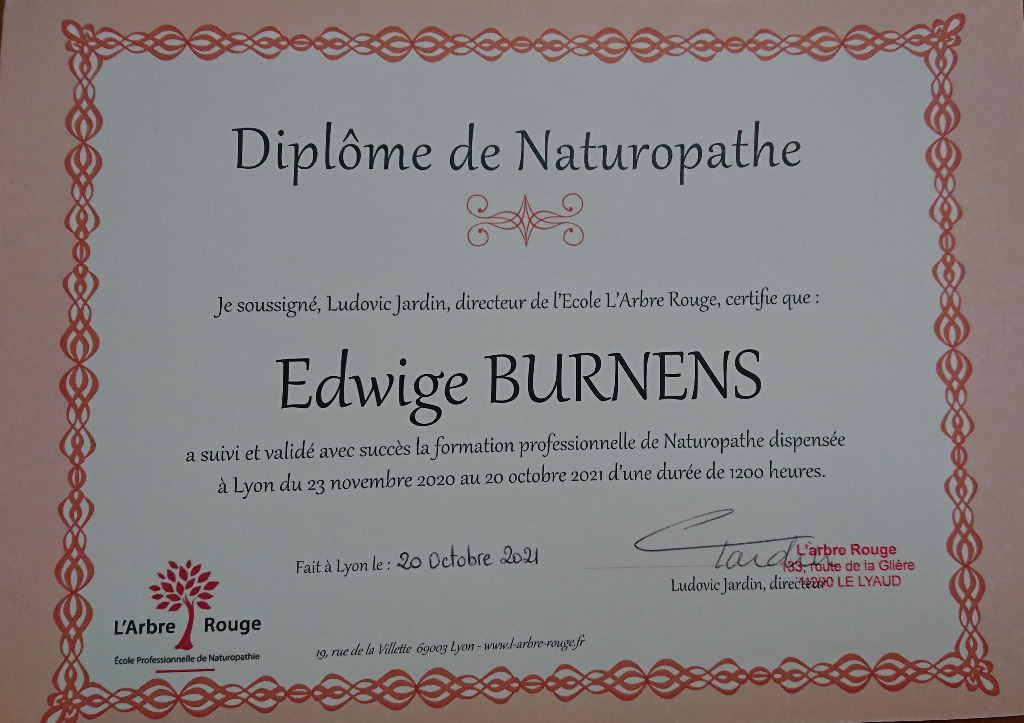 Diplôme de Naturopathe
Je soussigné, Ludovic Jardin, directeur de l'Ecole L'Arbre Rouge, certifie que :
Edwige BURNENS
a suivi et validé avec succès la formation professionnelle de Naturopathe dispensée
à Lyon du 23 novembre 2020 au 20 octobre 2021 d'une durée de 1200 heures.
Fait à Lyon le : 20 Octobre 2021
Jardin
L'arbre Rouge
133, route de la Glière
LE LYAUD
Ludovic Jardin, directeur
L'Arbre Rouge
École Professionnelle de Naturopathie
19, rue de la Villette 69003 Lyon - www.l-arbre-rouge.fr